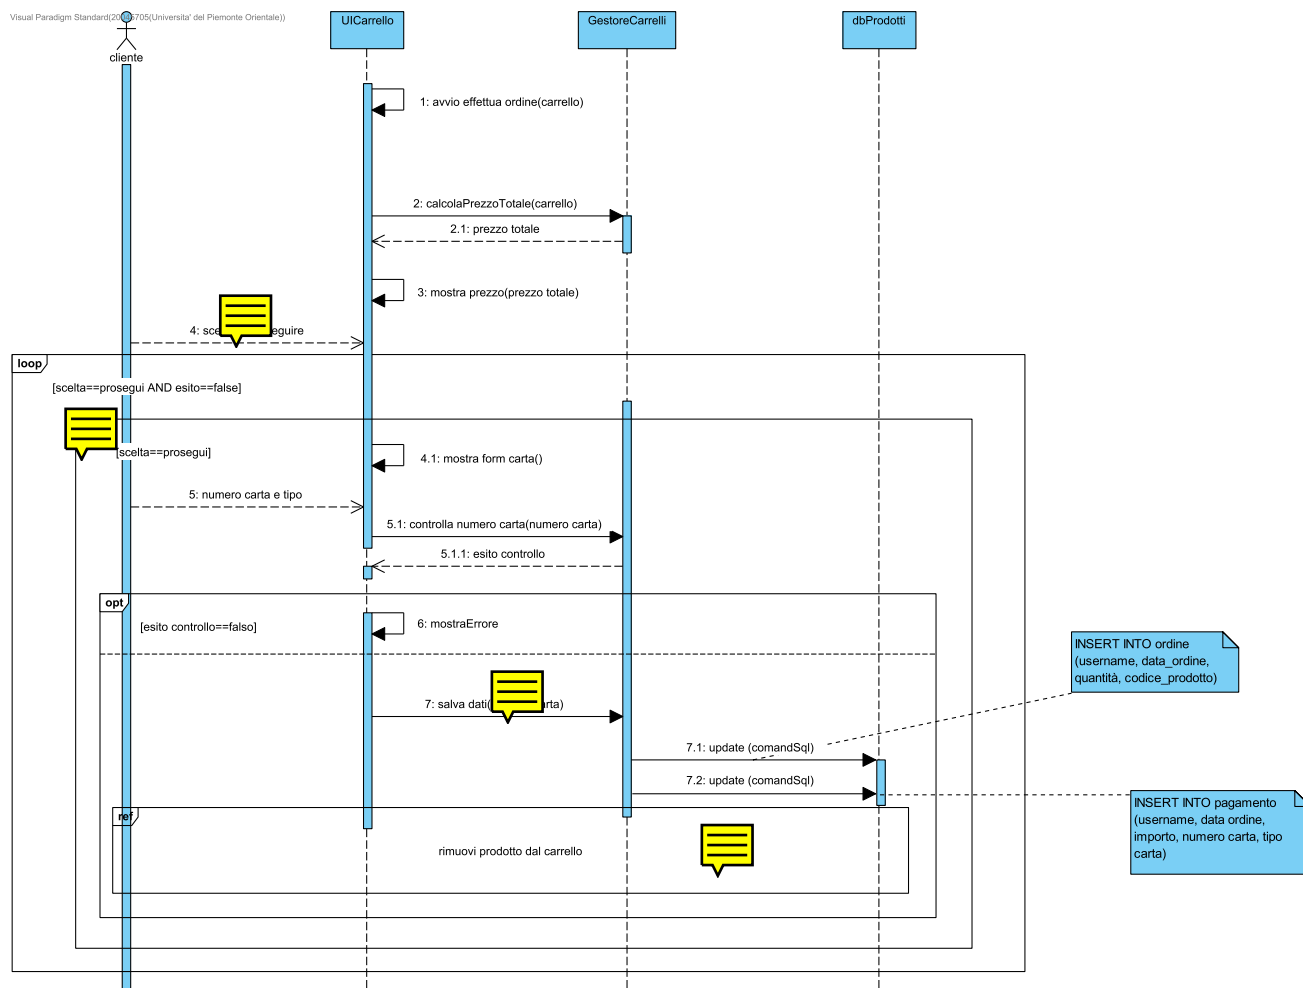 Visual Paradigm Standard(20 5705(Universita' del Piemonte Orientale))
cliente
UICarrello
GestoreCarrelli
dbProdotti
1: avvio effettua ordine(carrello)
2: calcolaPrezzoTotale(carrello)
2.1: prezzo totale
3: mostra prezzo(prezzo totale)
4:
loop
[scelta==prosegui AND esito==false]
[scelta==prosegui]
4.1: mostra form carta()
5: numero carta e tipo
5.1: controlla numero carta(numero carta)
5.1.1: esito controllo
opt
[esito controllo==falso]
6: mostraErrore
INSERT INTO ordine
(username, data_ordine,
quantità, codice_prodotto)
7: salva dati(
7.1: update (comandSql)
7.2: update (comandSql)
INSERT INTO pagamento
(username, data ordine,
importo, numero carta, tipo
carta)
ref
rimuovi prodotto dal carrello